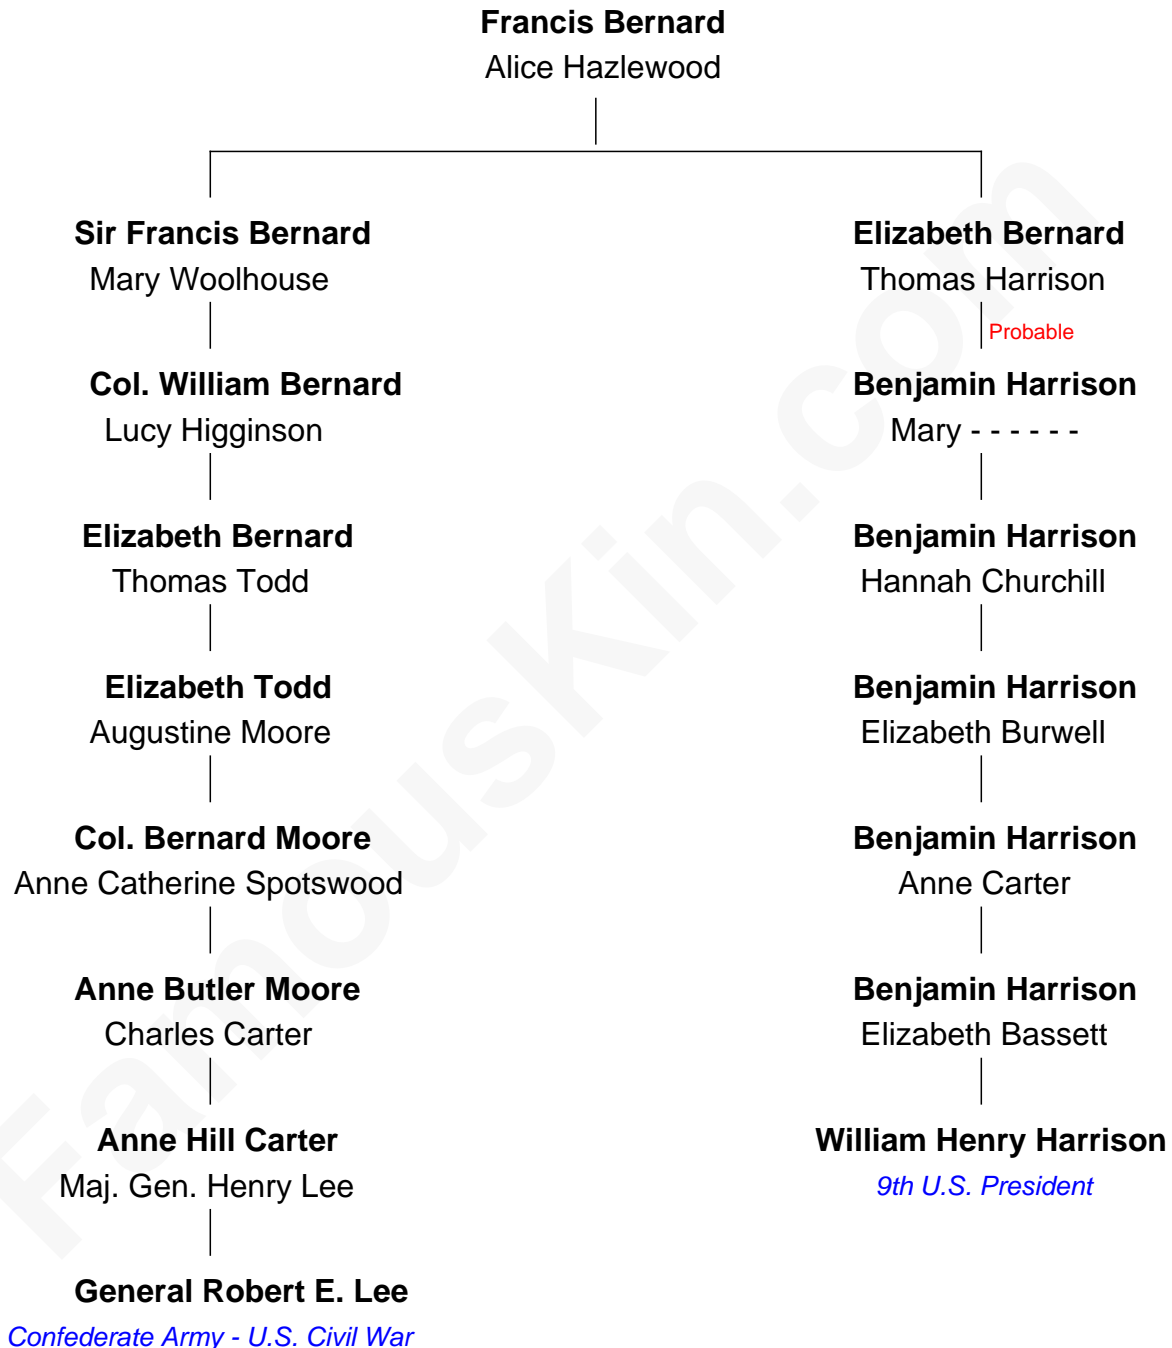 Francis Bernard
Alice Hazlewood
Sir Francis Bernard
Mary Woolhouse
Elizabeth Bernard
Thomas Harrison
Probable
Col. William Bernard
Lucy Higginson
Benjamin Harrison
Mary - - - - - -
Elizabeth Bernard
Thomas Todd
Benjamin Harrison
Hannah Churchill
Elizabeth Todd
Augustine Moore
Benjamin Harrison
Elizabeth Burwell
Col. Bernard Moore
Anne Catherine Spotswood
Benjamin Harrison
Anne Carter
Anne Butler Moore
Charles Carter
Benjamin Harrison
Elizabeth Bassett
Anne Hill Carter
Maj. Gen. Henry Lee
William Henry Harrison
9th U.S. President
General Robert E. Lee
Confederate Army - U.S. Civil War
FamousKin.com